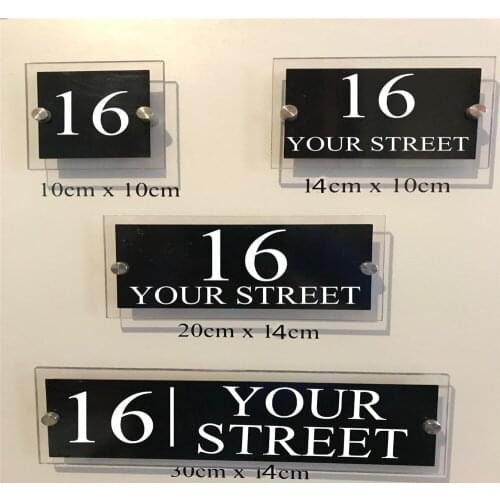 16
10cm x 10cm
16
YOUR STREET
14cm x 10cm
16
YOUR STREET
20cm x 14cm
16 | YOUR
STREET
30cm x 14cm